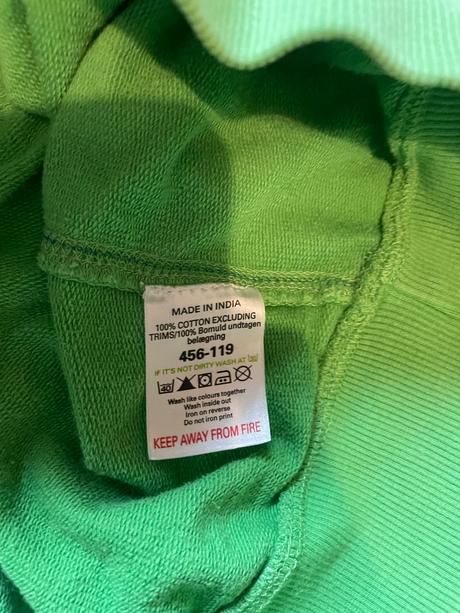 MADE IN INDIA
100% COTTON EXCLUDING
TRIMS/100% Bomuld undtagen
belægning
456-119
IF IT'S NOT DIRTY WASH AT
40
Wash like colours together
Wash inside out
Iron on reverse
Do not iron print
KEEP AWAY FROM FIRE